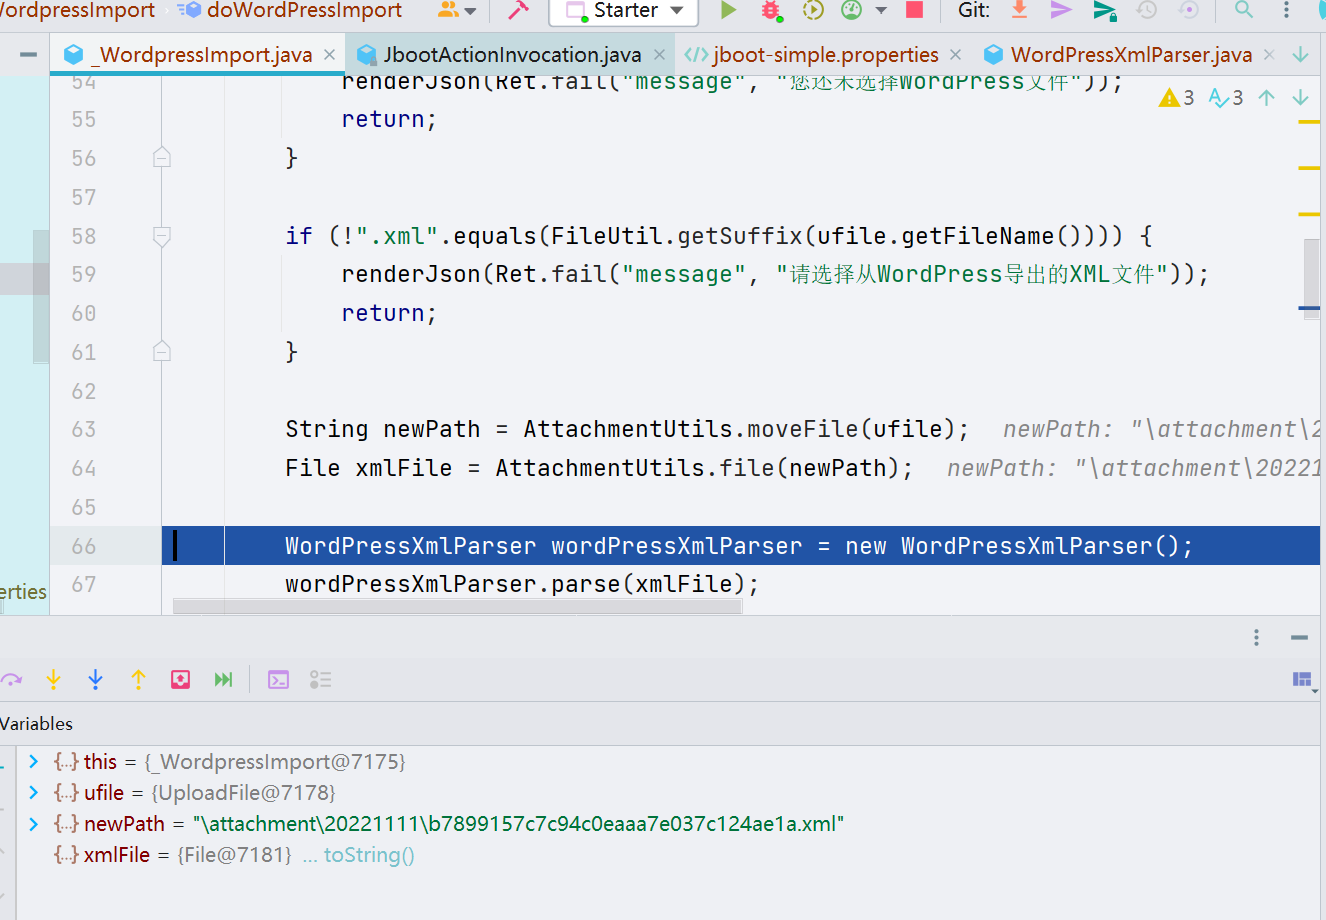 doWordPressImport
Starter
Git:
_WordpressImport.java
JbootActionInvocation.java
jboot-simple.properties
WordPressXmlParser.java
54 renderJson(Ret.fail("message", "您还未选择WordPress文件"));
3 3
55 return;
56 }
57
58 if (!".xml".equals(FileUtil.getSuffix(ufile.getFileName()))) {
59 renderJson(Ret.fail("message", "请选择从WordPress导出的XML文件"));
60 return;
61 }
62
63 String newPath = AttachmentUtils.moveFile(ufile); newPath: "\attachment\2
64 File xmlFile = AttachmentUtils.file(newPath); newPath: "\attachment\20221
65
66 WordPressXmlParser wordPressXmlParser = new WordPressXmlParser();
67 wordPressXmlParser.parse(xmlFile);
erties
Variables
{...} this = {_WordpressImport@7175}
{...} ufile = {UploadFile@7178}
{...} newPath = "\attachment\20221111\b7899157c7c94c0eaaa7e037c124ae1a.xml"
{...} xmlFile = {File@7181} ... toString()